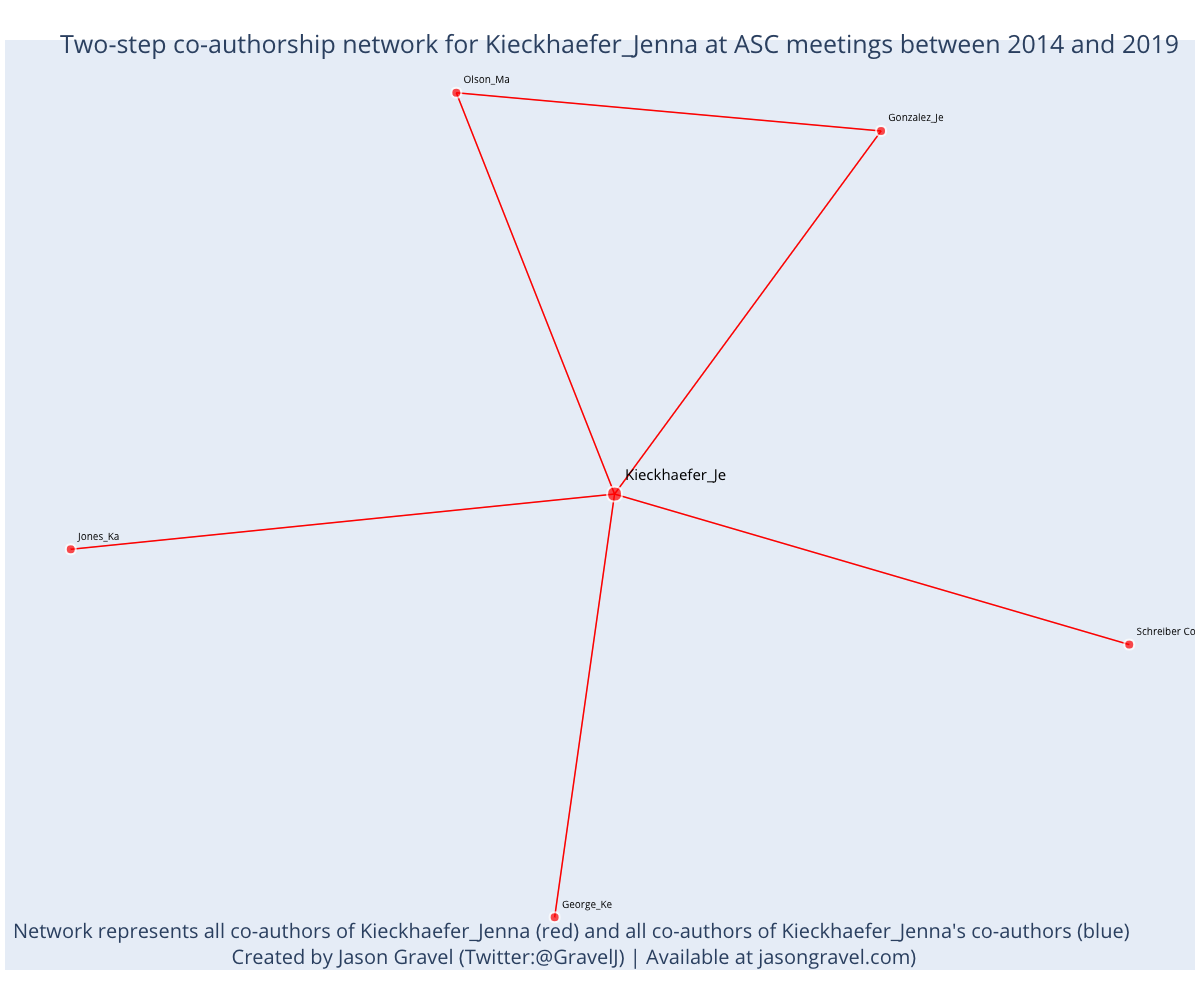 Two-step co-authorship network for Kieckhaefer_Jenna at ASC meetings between 2014 and 2019
Olson_Ma
Gonzalez_Je
Kieckhaefer_Je
Jones_Ka
Schreiber Co
George_Ke
Network represents all co-authors of Kieckhaefer_Jenna (red) and all co-authors of Kieckhaefer_Jenna's co-authors (blue)
Created by Jason Gravel (Twitter:@GravelJ) | Available at jasongravel.com)